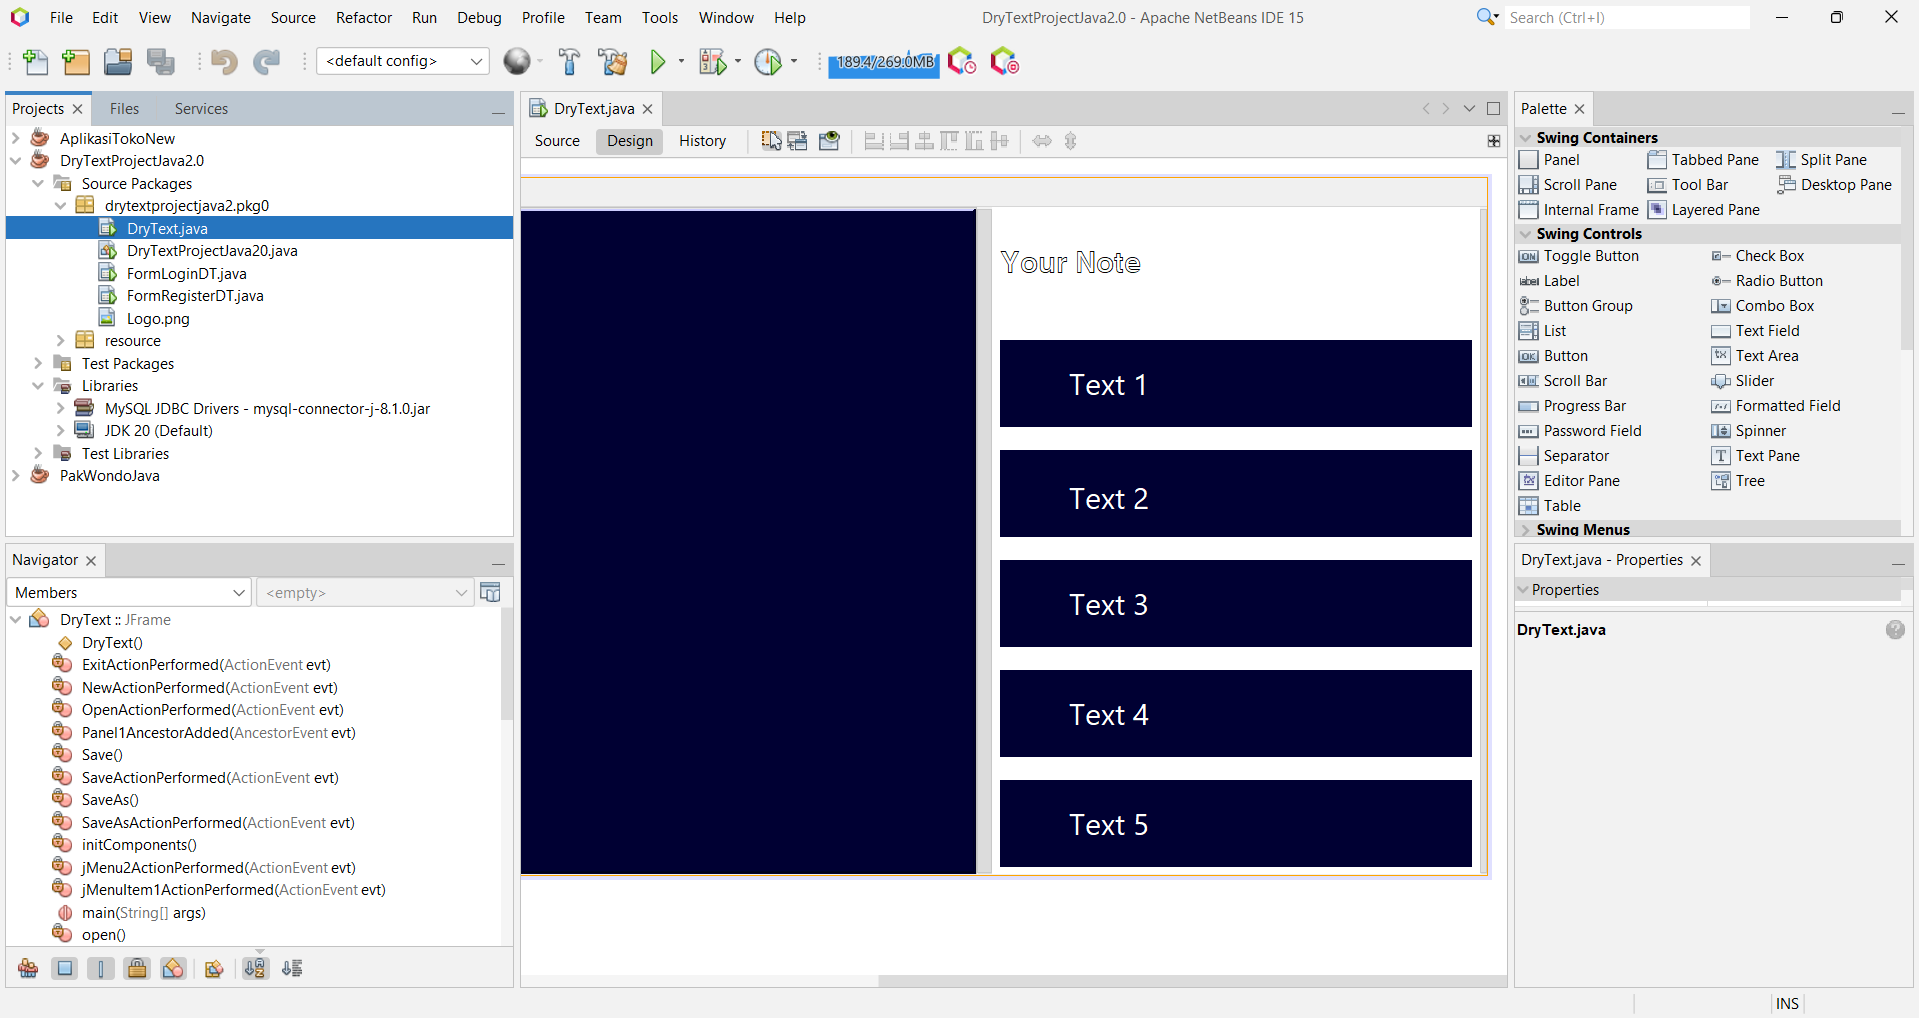 File Edit View Navigate Source Refactor Run Debug Profile Team Tools Window Help
DryTextProjectJava2.0 - Apache NetBeans IDE 15
Search (Ctrl+I)
<default config>
189.4/269.0MB
Projects Files Services
AplikasiTokoNew
DryTextProjectJava2.0
Source Packages
drytextprojectjava2.pkg0
DryText.java
DryTextProjectJava20.java
FormLoginDT.java
FormRegisterDT.java
Logo.png
resource
Test Packages
Libraries
MySQL JDBC Drivers - mysql-connector-j-8.1.0.jar
JDK 20 (Default)
Test Libraries
PakWondoJava
Navigator
Members
<empty>
DryText :: JFrame
DryText()
ExitActionPerformed(ActionEvent evt)
NewActionPerformed(ActionEvent evt)
OpenActionPerformed(ActionEvent evt)
Panel1AncestorAdded(AncestorEvent evt)
Save()
SaveActionPerformed(ActionEvent evt)
SaveAs()
SaveAsActionPerformed(ActionEvent evt)
initComponents()
jMenu2ActionPerformed(ActionEvent evt)
jMenuItem1ActionPerformed(ActionEvent evt)
main(String[] args)
open()
DryText.java
Source Design History
Your Note
Text 1
Text 2
Text 3
Text 4
Text 5
Palette
Swing Containers
Panel Tabbed Pane Split Pane
Scroll Pane Tool Bar Desktop Pane
Internal Frame Layered Pane
Swing Controls
Toggle Button Check Box
Label Radio Button
Button Group Combo Box
List Text Field
Button Text Area
Scroll Bar Slider
Progress Bar Formatted Field
Password Field Spinner
Separator Text Pane
Editor Pane Tree
Table
Swing Menus
DryText.java - Properties
Properties
DryText.java
INS